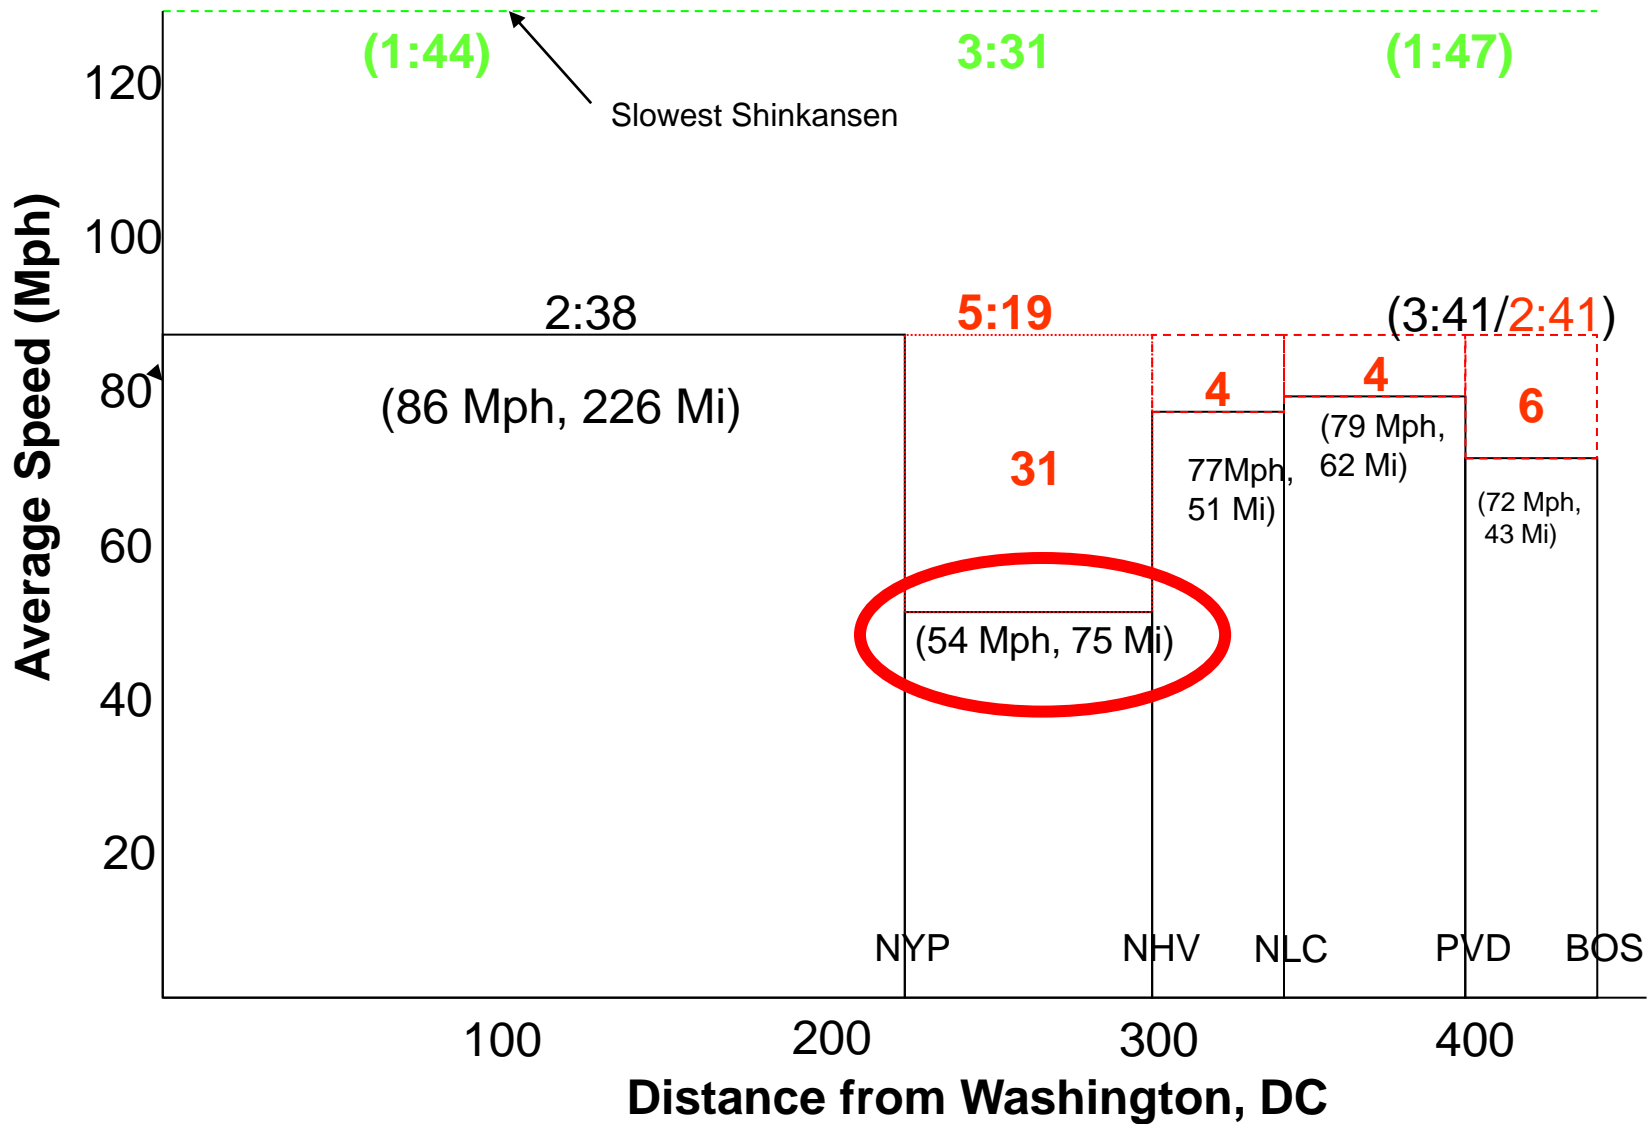 (1:44)
3:31
(1:47)
120
Slowest Shinkansen
100
2:38
5:19
(3:41/2:41)
80
(86 Mph, 226 Mi)
4
4
6
(79 Mph,
62 Mi)
31
77Mph,
51 Mi)
(72 Mph,
43 Mi)
60
(54 Mph, 75 Mi)
40
20
Average Speed (Mph)
NYP
NHV
NLC
PVD
BOS
100
200
300
400
Distance from Washington, DC